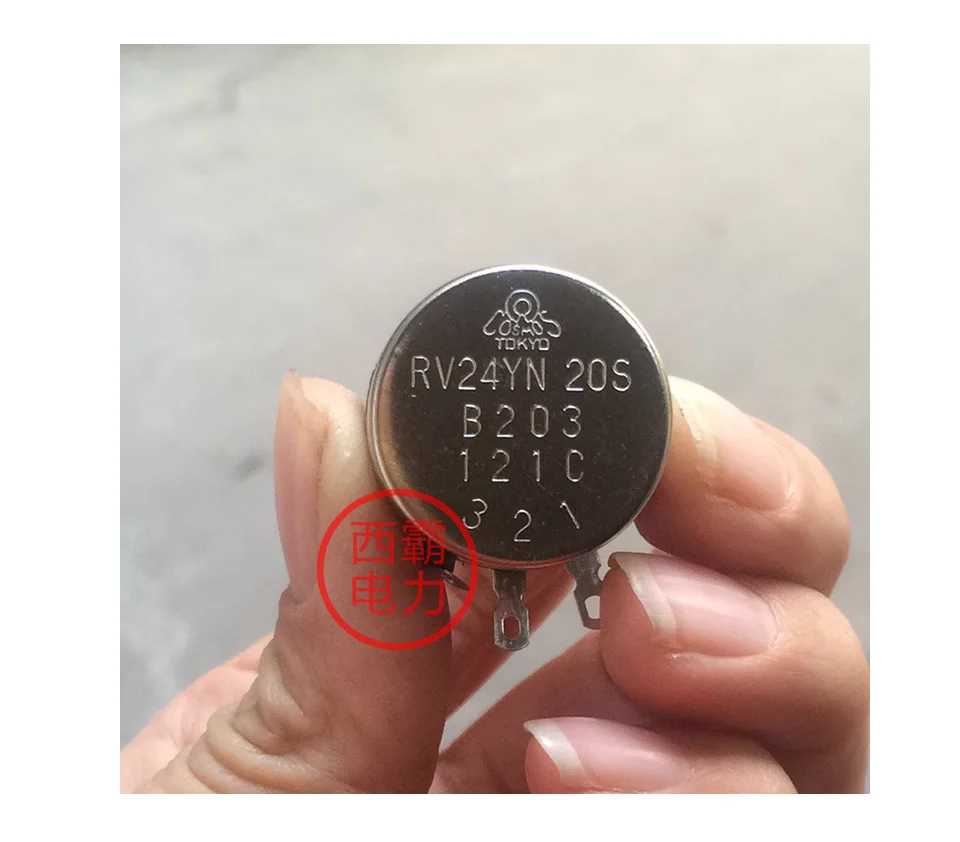 COSMOS
TOKYO
RV24YN 20S
B203
121C
3 2 1
西霸
电力